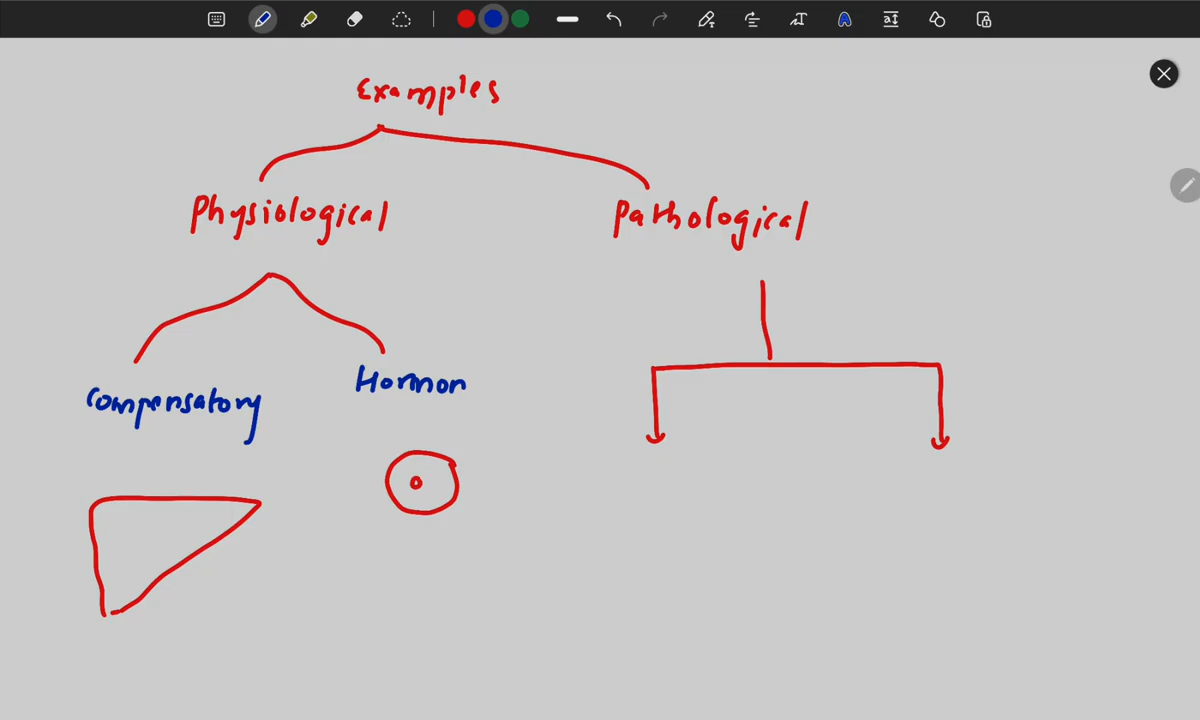 Examples
Physiological
Pathological
Compensatory
Hormon